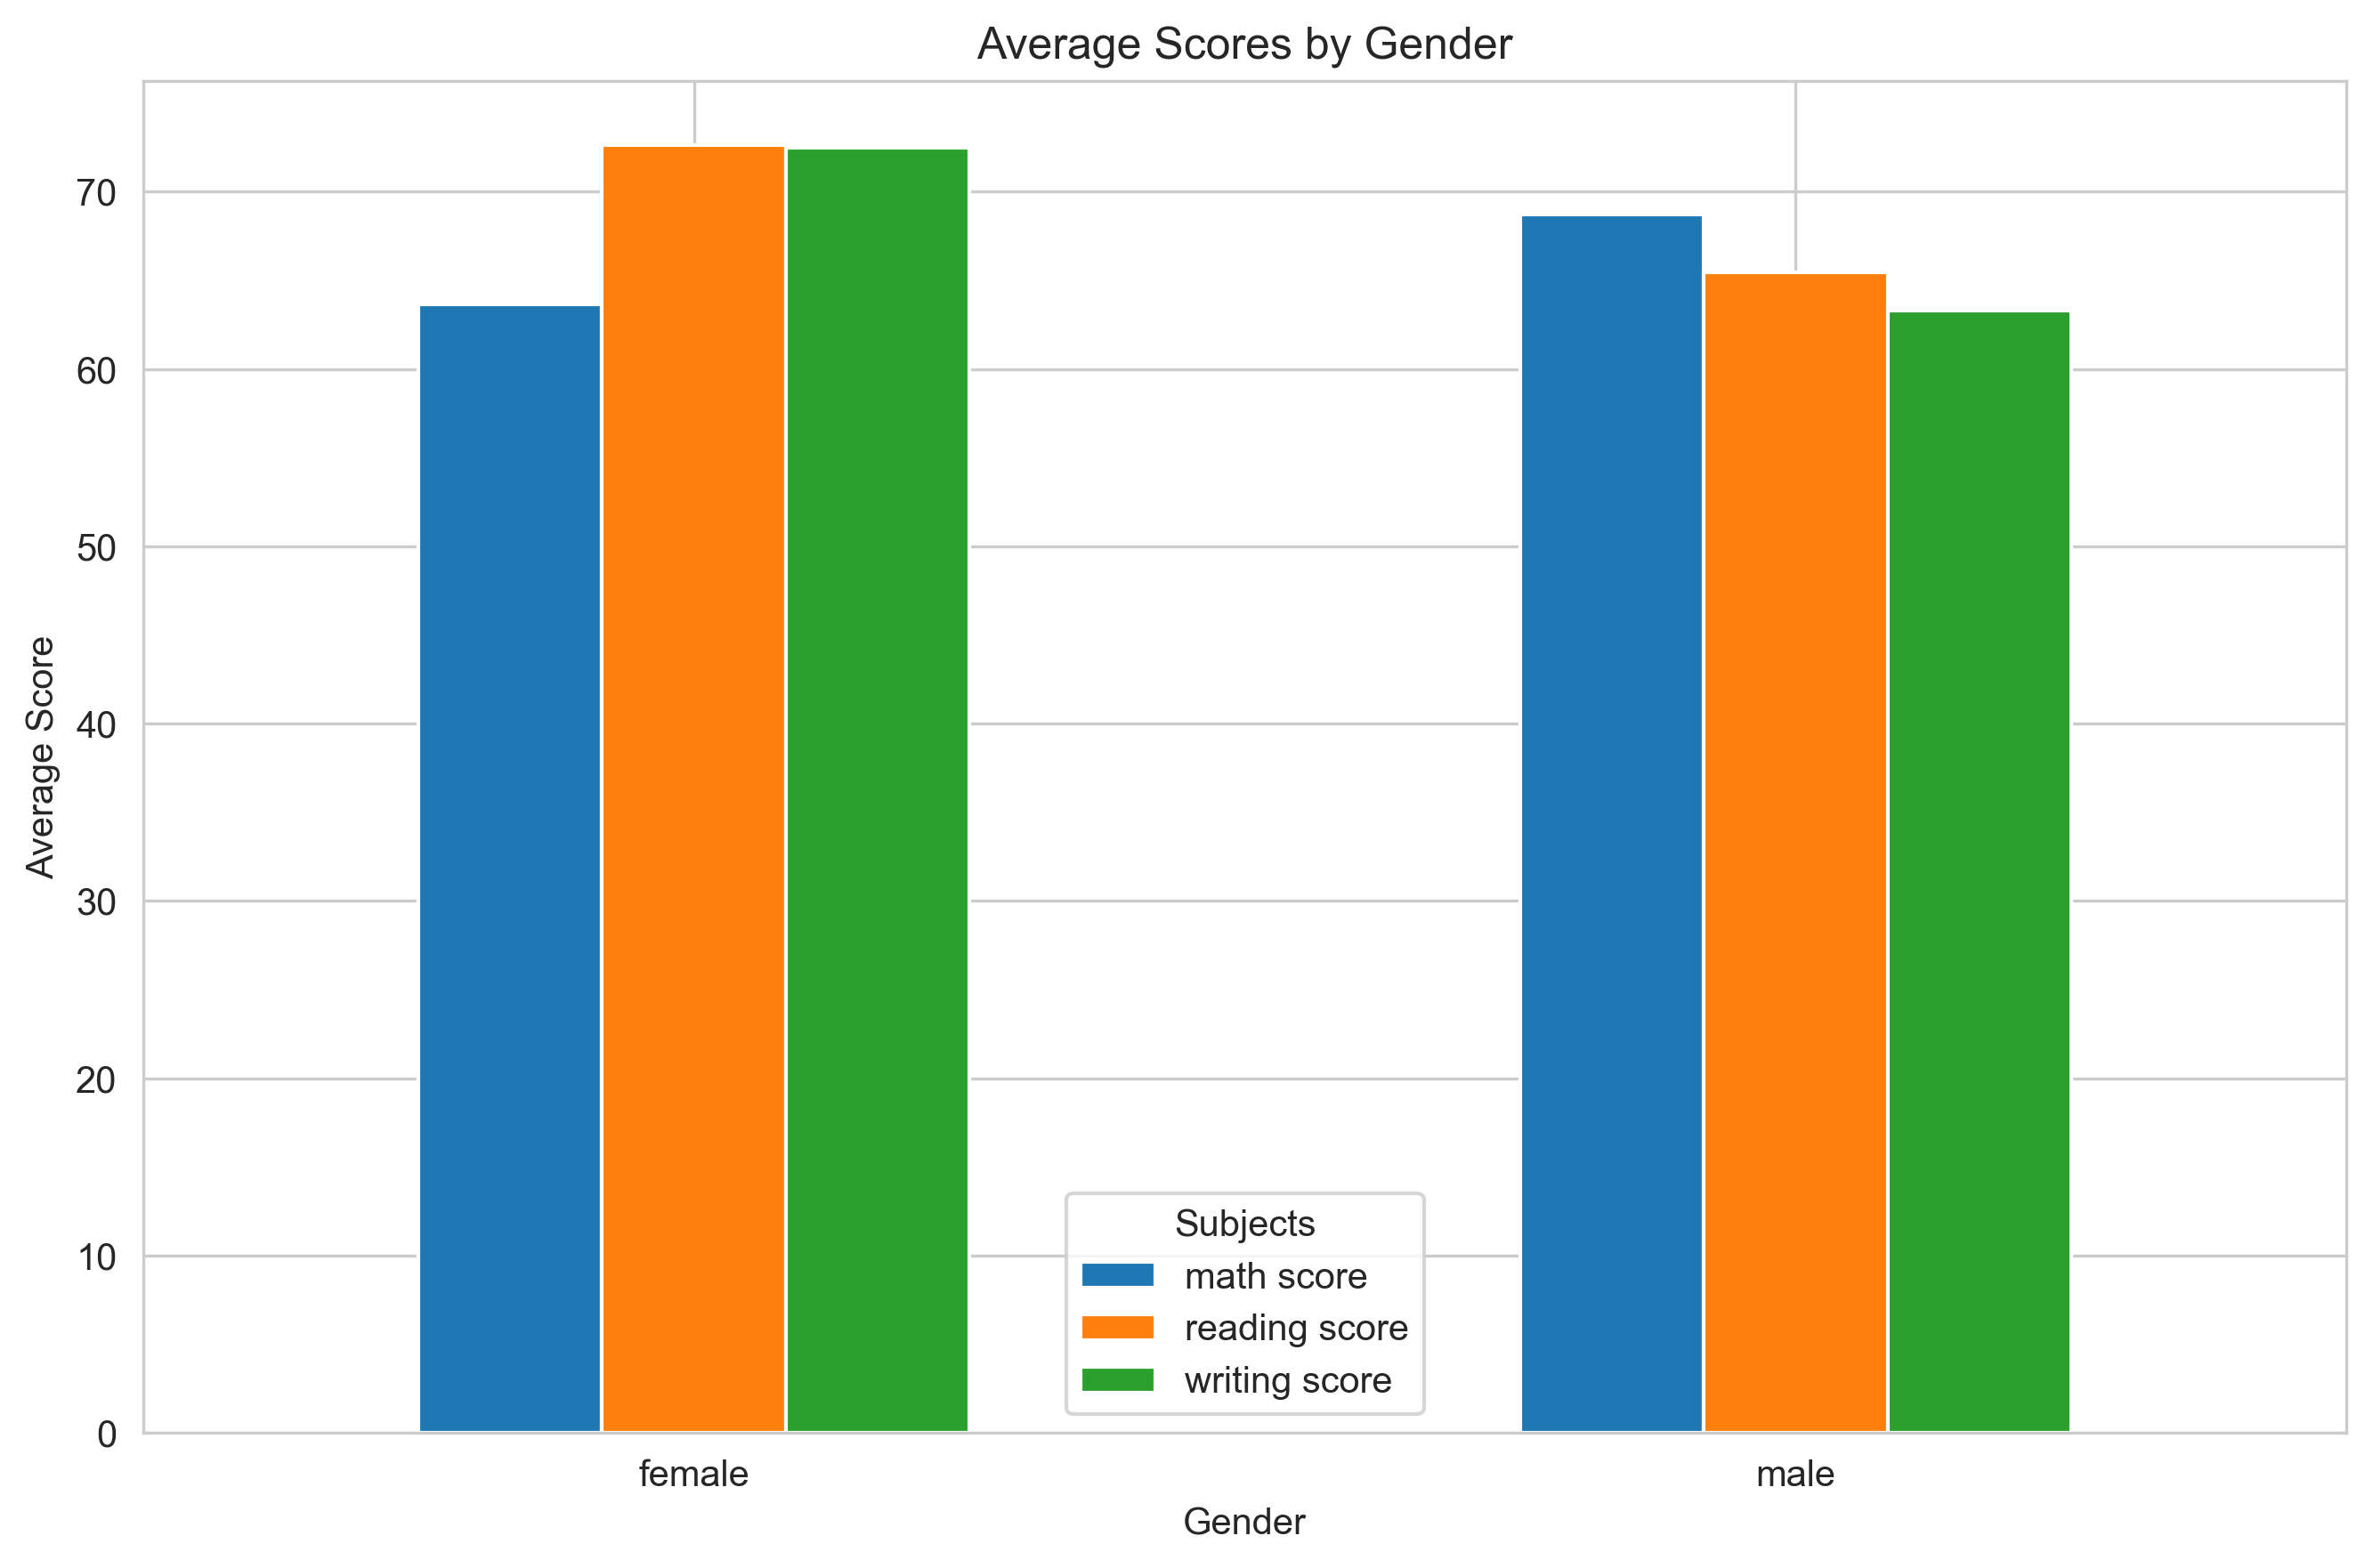 Average Scores by Gender
Average Score
70
60
50
40
30
20
10
0
Subjects
math score
reading score
writing score
female
male
Gender